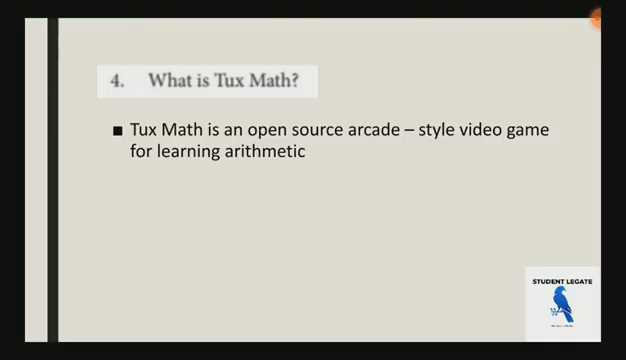 4. What is Tux Math?
■ Tux Math is an open source arcade – style video game
for learning arithmetic
STUDENT LEGATE